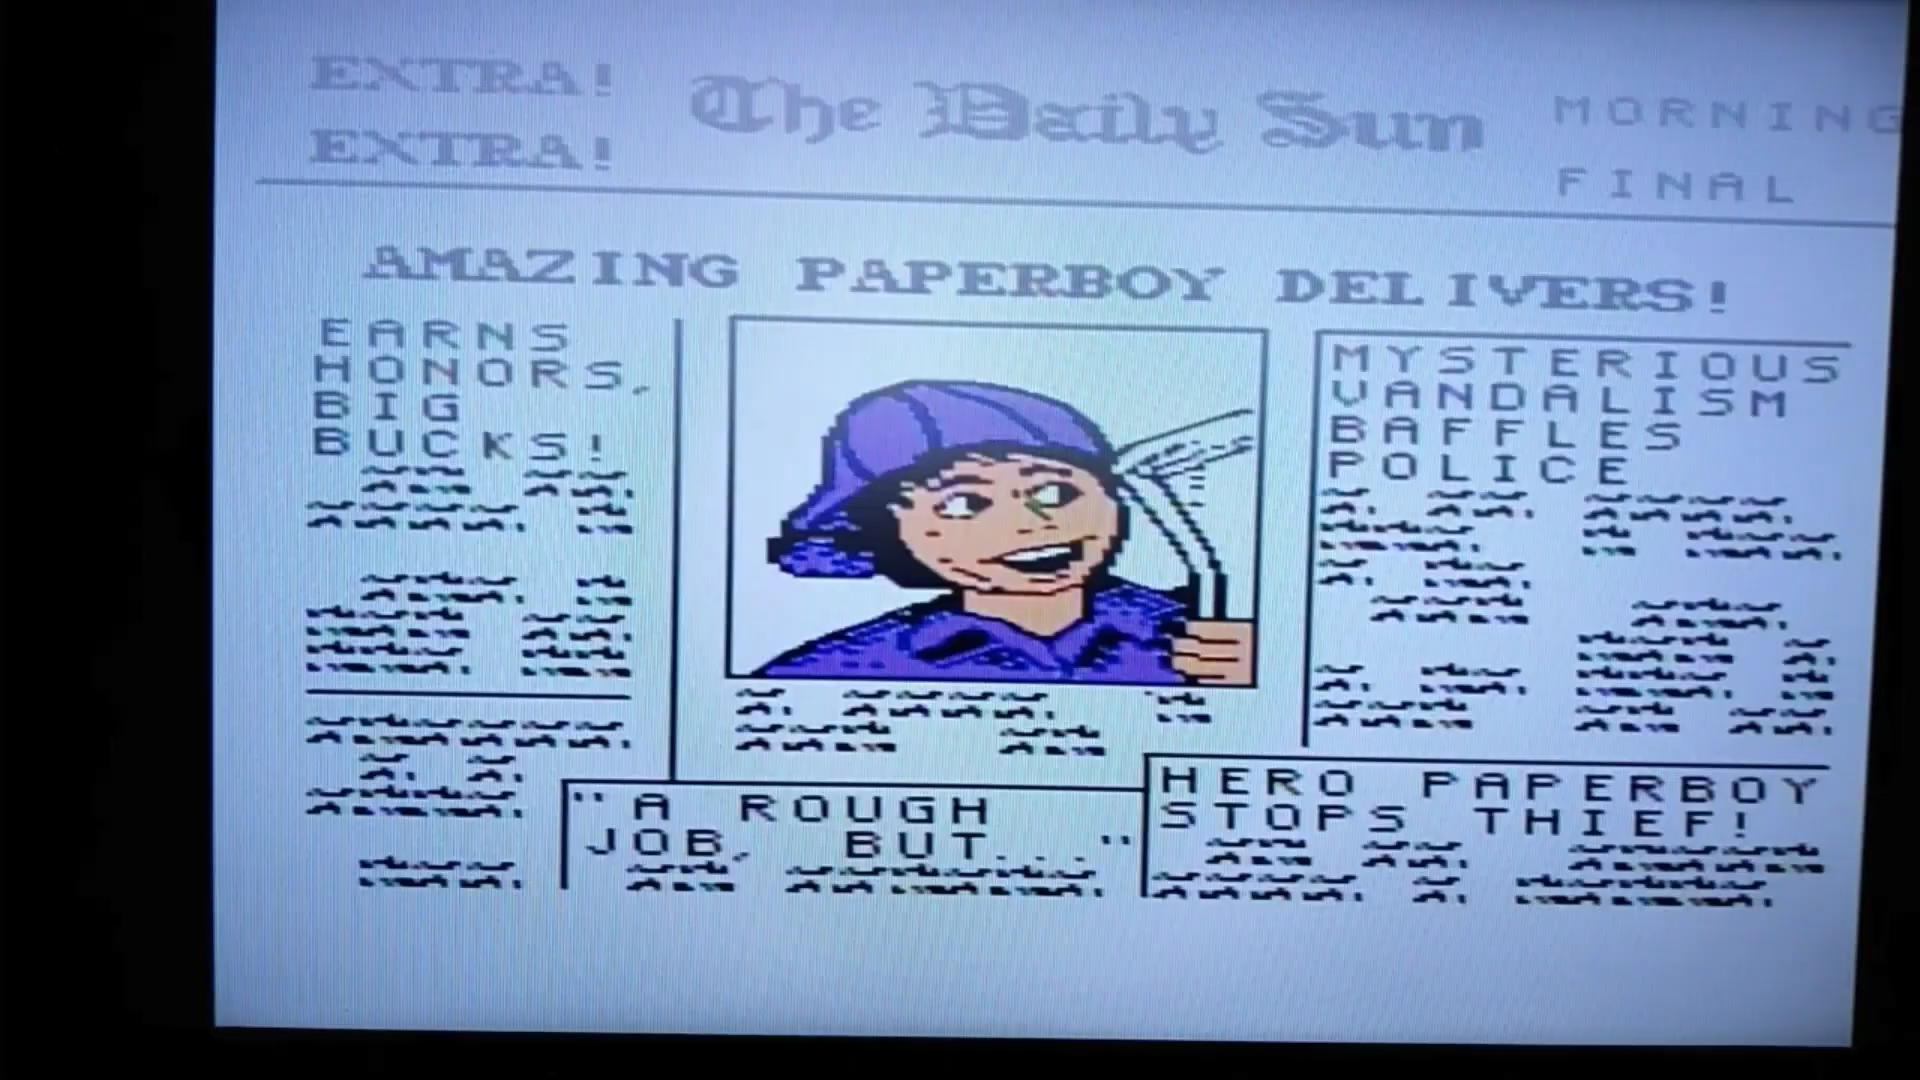 EXTRA!
EXTRA!
The Daily Sun
MORNING
FINAL
AMAZING PAPERBOY DELIVERS!
EARNS
HONORS,
BIG
BUCKS!
MYSTERIOUS
VANDALISM
BAFFLES
POLICE
"A ROUGH
JOB, BUT..."
HERO PAPERBOY
STOPS THIEF!